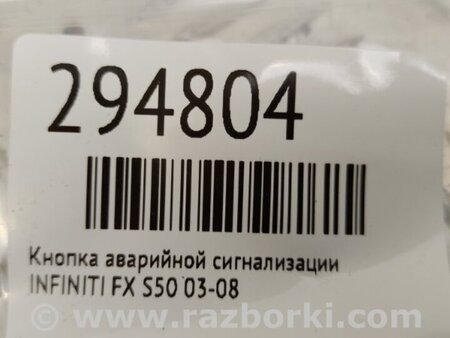 294804
Кнопка аварийной сигнализации
INFINITI FX S50 03-08
www.razborki.com